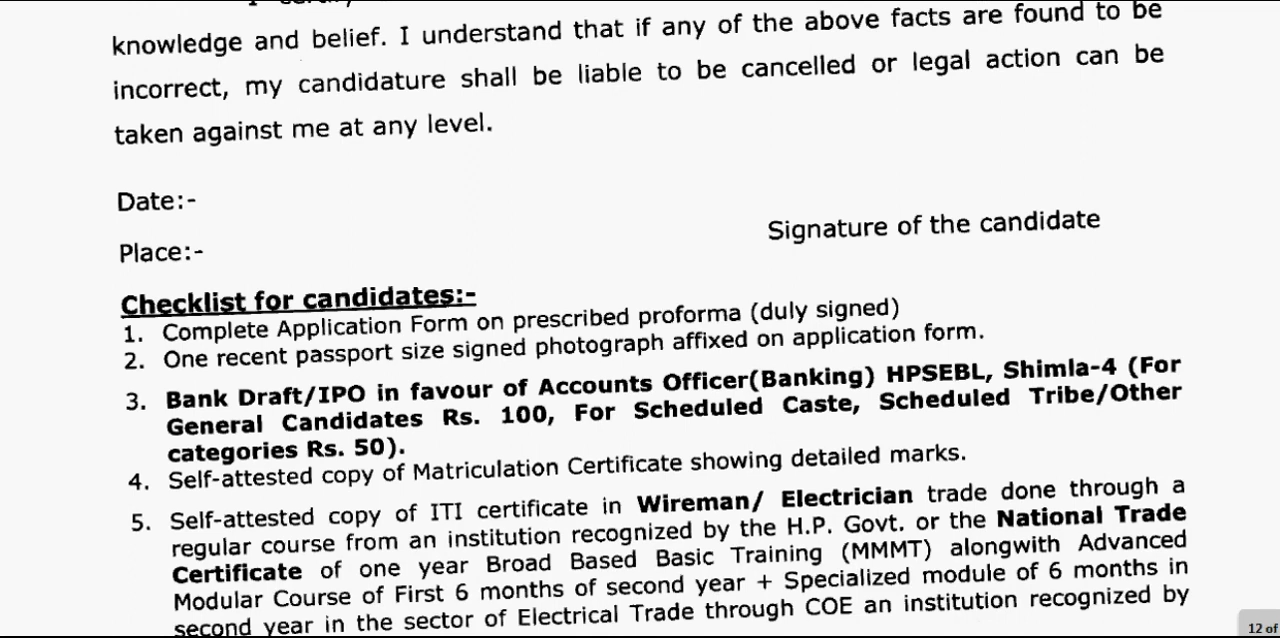 knowledge and belief. I understand that if any of the above facts are found to be
incorrect, my candidature shall be liable to be cancelled or legal action can be
taken against me at any level.
Date:-
Signature of the candidate
Place:-
Checklist for candidates:-
1. Complete Application Form on prescribed proforma (duly signed)
2. One recent passport size signed photograph affixed on application form.
3. Bank Draft/IPO in favour of Accounts Officer(Banking) HPSEBL, Shimla-4 (For
General Candidates Rs. 100, For Scheduled Caste, Scheduled Tribe/Other
categories Rs. 50).
4. Self-attested copy of Matriculation Certificate showing detailed marks.
5. Self-attested copy of ITI certificate in Wireman/ Electrician trade done through a
regular course from an institution recognized by the H.P. Govt. or the National Trade
Certificate of one year Broad Based Basic Training (MMMT) alongwith Advanced
Modular Course of First 6 months of second year + Specialized module of 6 months in
second year in the sector of Electrical Trade through COE an institution recognized by
12 of